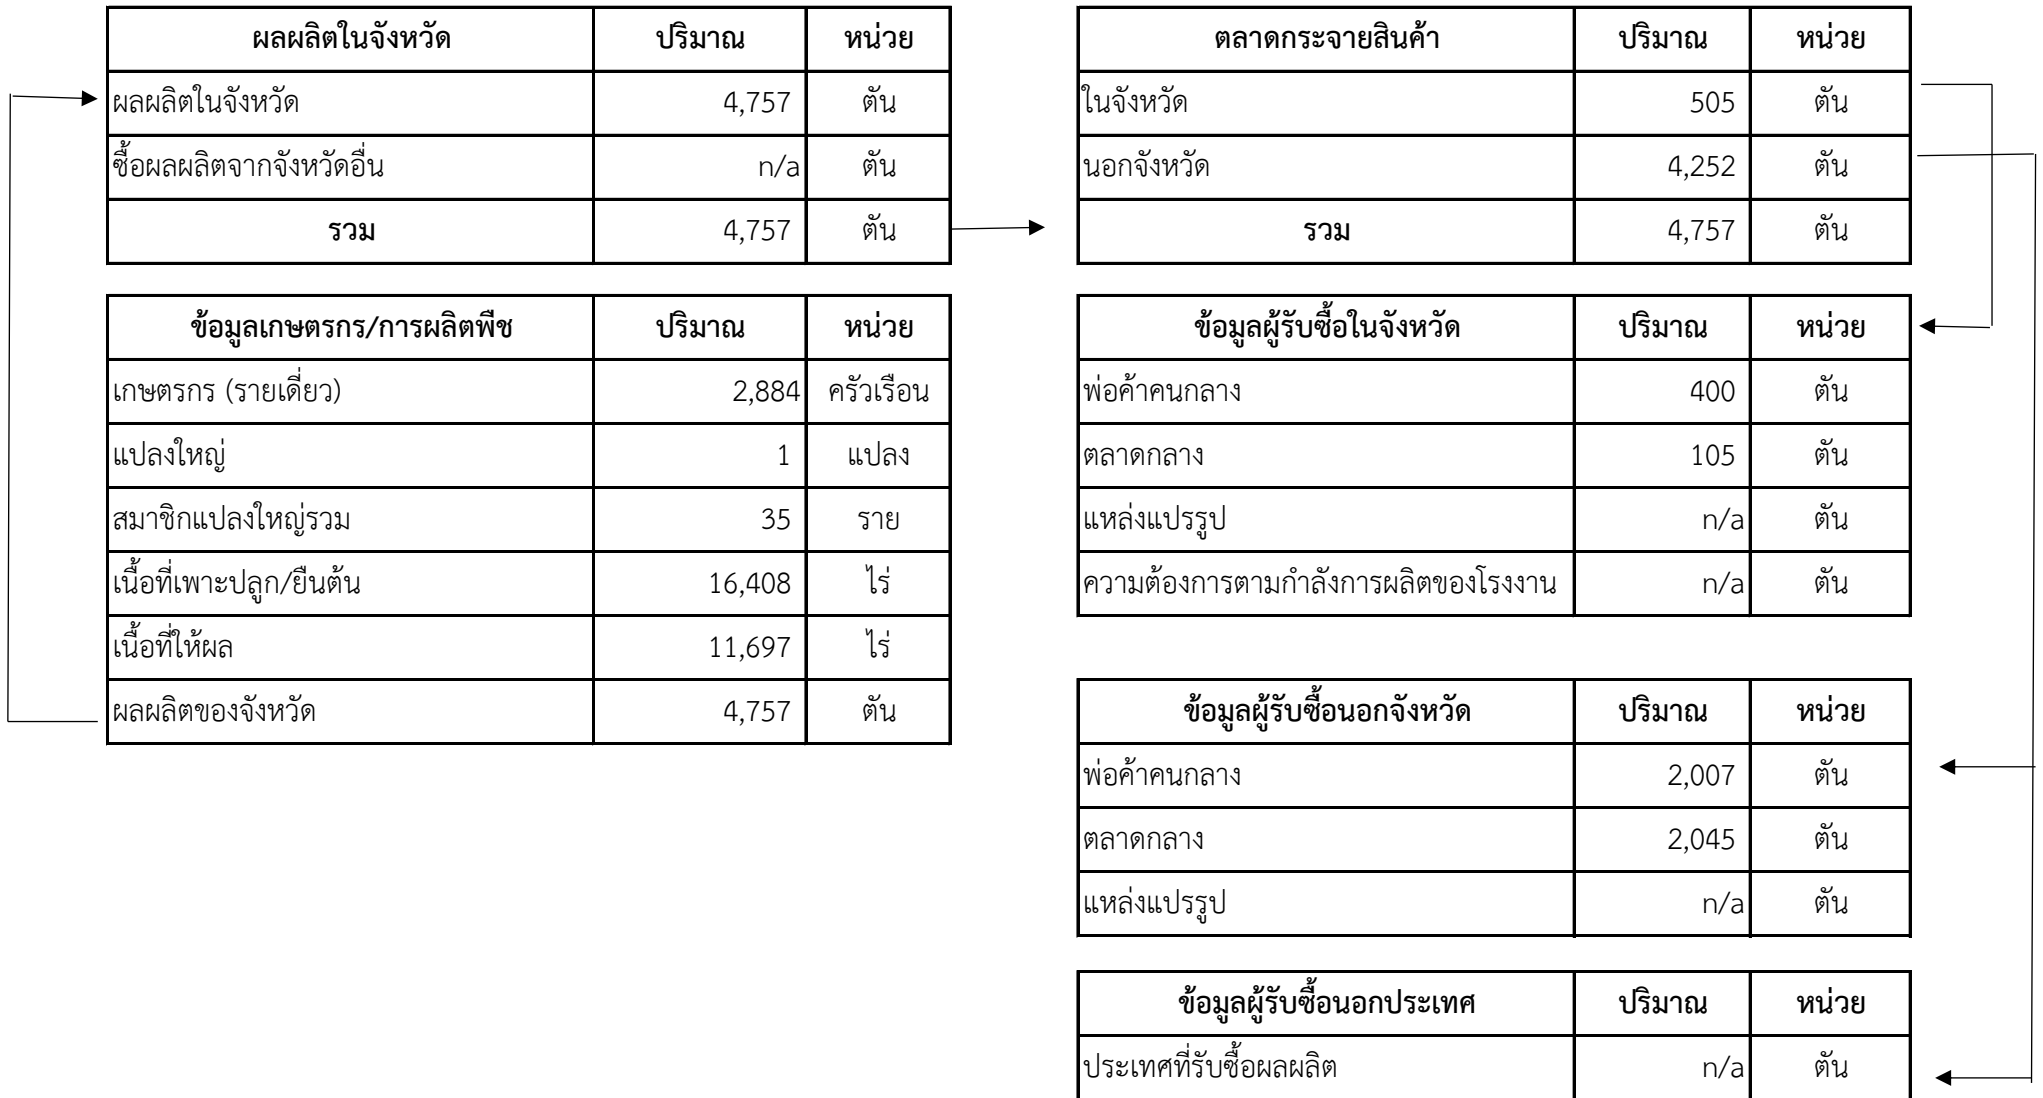 ผลผลิตในจังหวัด ปริมาณ หน่วย
ผลผลิตในจังหวัด 4,757 ตัน
ซื้อผลผลิตจากจังหวัดอื่น n/a ตัน
รวม 4,757 ตัน
ข้อมูลเกษตรกร/การผลิตพืช ปริมาณ หน่วย
เกษตรกร (รายเดี่ยว) 2,884 ครัวเรือน
แปลงใหญ่ 1 แปลง
สมาชิกแปลงใหญ่รวม 35 ราย
เนื้อที่เพาะปลูก/ยืนต้น 16,408 ไร่
เนื้อที่ให้ผล 11,697 ไร่
ผลผลิตของจังหวัด 4,757 ตัน
ตลาดกระจายสินค้า ปริมาณ หน่วย
ในจังหวัด 505 ตัน
นอกจังหวัด 4,252 ตัน
รวม 4,757 ตัน
ข้อมูลผู้รับซื้อในจังหวัด ปริมาณ หน่วย
พ่อค้าคนกลาง 400 ตัน
ตลาดกลาง 105 ตัน
แหล่งแปรรูป n/a ตัน
ความต้องการตามกำลังการผลิตของโรงงาน n/a ตัน
ข้อมูลผู้รับซื้อนอกจังหวัด ปริมาณ หน่วย
พ่อค้าคนกลาง 2,007 ตัน
ตลาดกลาง 2,045 ตัน
แหล่งแปรรูป n/a ตัน
ข้อมูลผู้รับซื้อนอกประเทศ ปริมาณ หน่วย
ประเทศที่รับซื้อผลผลิต n/a ตัน